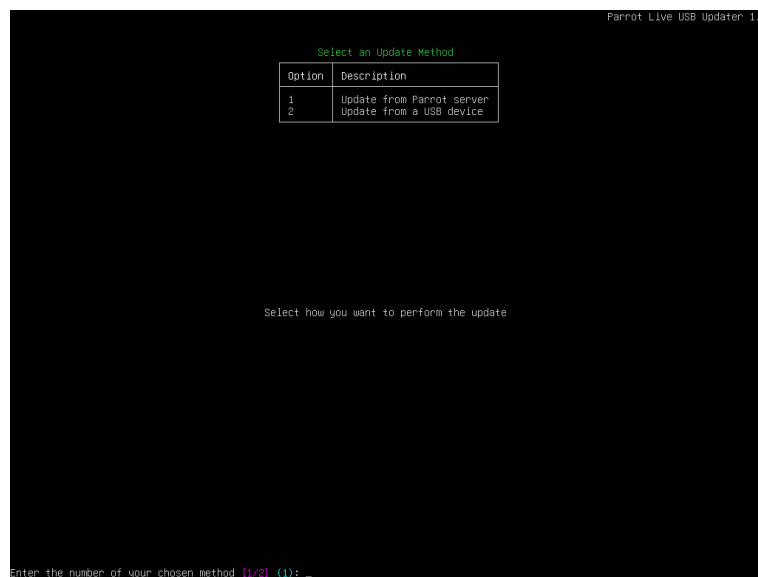 Parrot Live USB Updater 1.
Select an Update Method
Option Description
1 Update from Parrot server
2 Update from a USB device
Select how you want to perform the update
Enter the number of your chosen method [1/2] (1): _